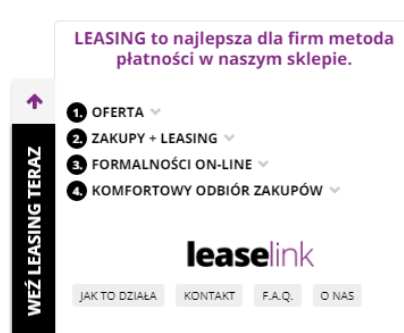 LEASING to najlepsza dla firm metoda
płatności w naszym sklepie.
1. OFERTA
2. ZAKUPY + LEASING
3. FORMALNOŚCI ON-LINE
4. KOMFORTOWY ODBIÓR ZAKUPÓW
WEŹ LEASING TERAZ
leaselink
JAK TO DZIAŁA KONTAKT F.A.Q. O NAS